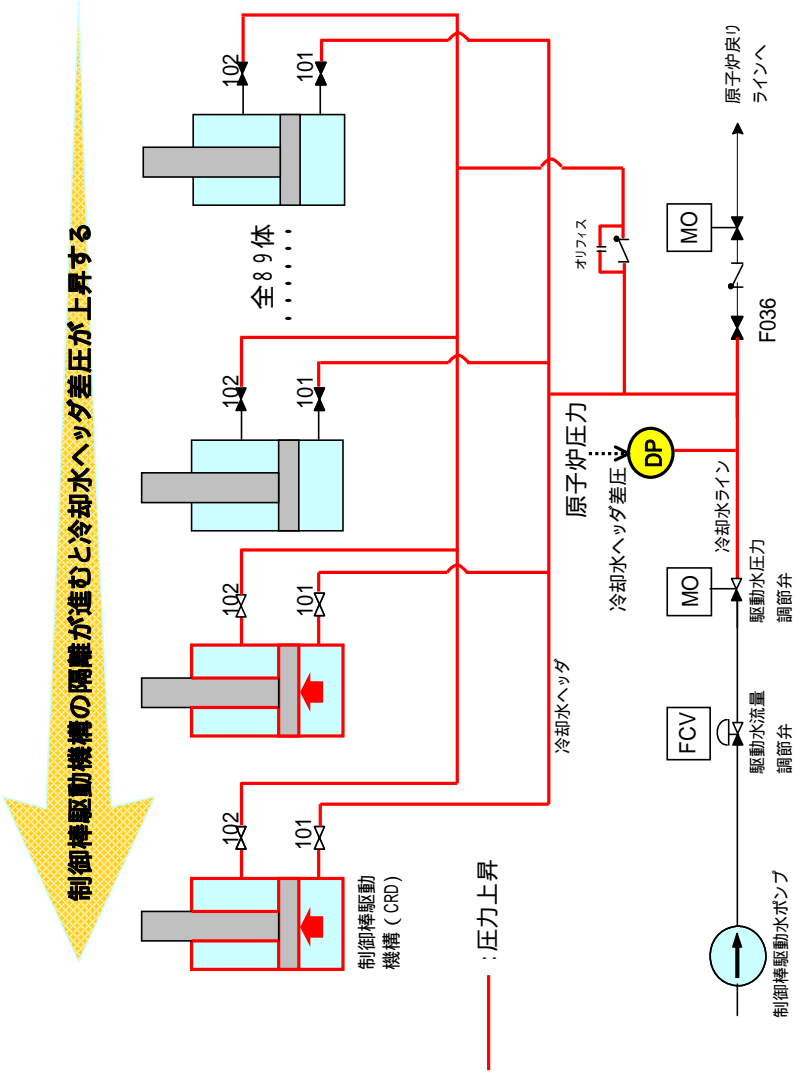 制御棒駆動機構の隔離が進むと冷却水ヘッダ差圧が上昇する
102
102
102
102
全８９体
・・・・・・
101
101
101
101
制御棒駆動
機構（CRD）
：圧力上昇
冷却水ヘッダ
オリフィス
原子炉圧力
冷却水ヘッダ差圧
DP
冷却水ライン
FCV
MO
MO
原子炉戻り
ラインへ
F036
制御棒駆動水ポンプ
駆動水流量
調節弁
駆動水圧力
調節弁